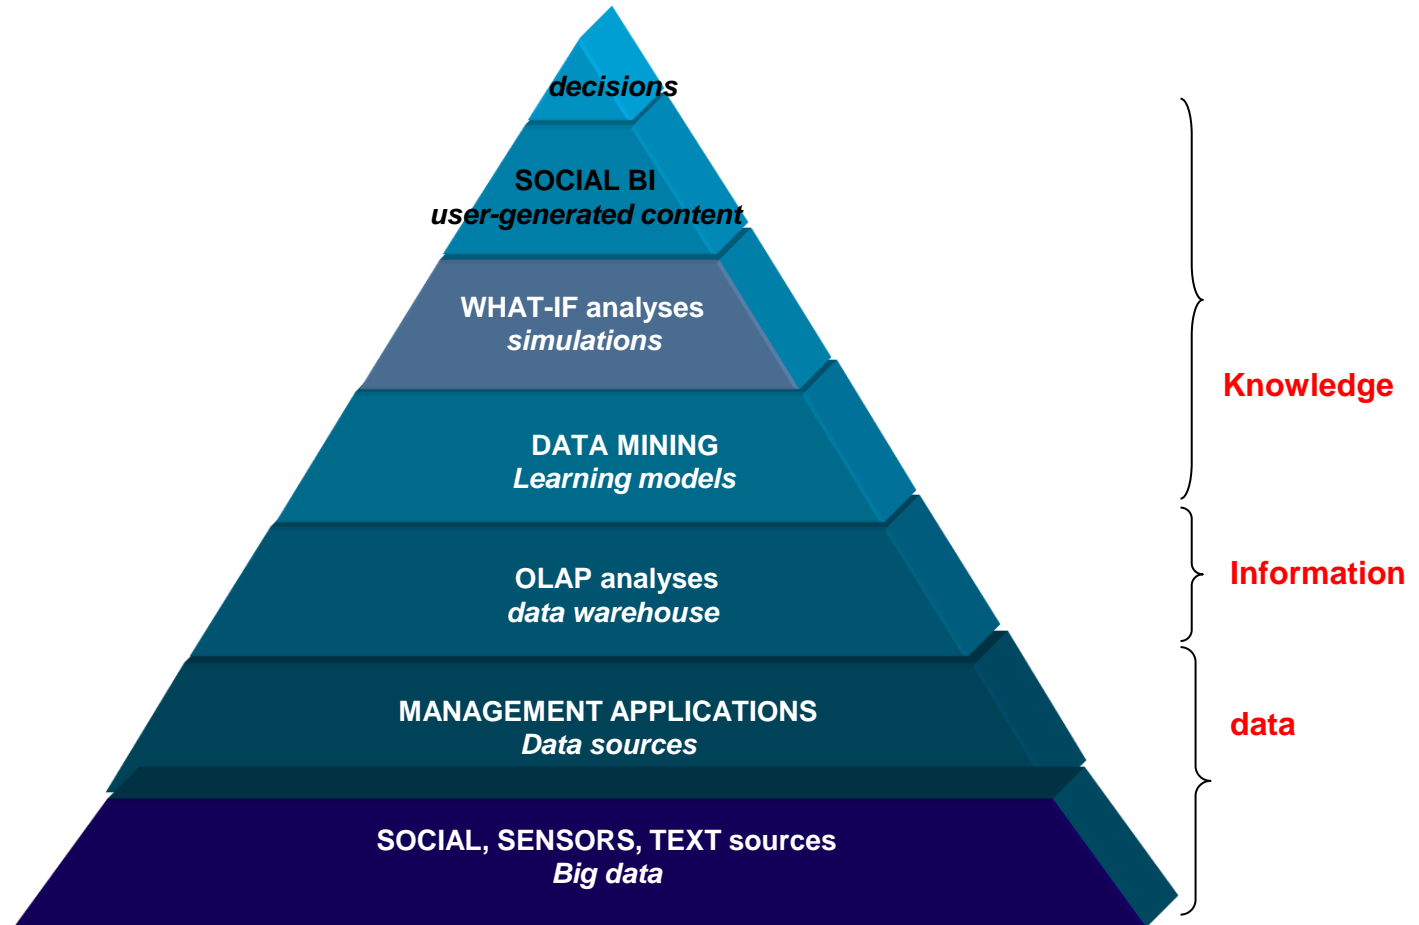 decisions
SOCIAL BI
user-generated content
WHAT-IF analyses
simulations
Knowledge
DATA MINING
Learning models
OLAP analyses
data warehouse
Information
MANAGEMENT APPLICATIONS
Data sources
data
SOCIAL, SENSORS, TEXT sources
Big data